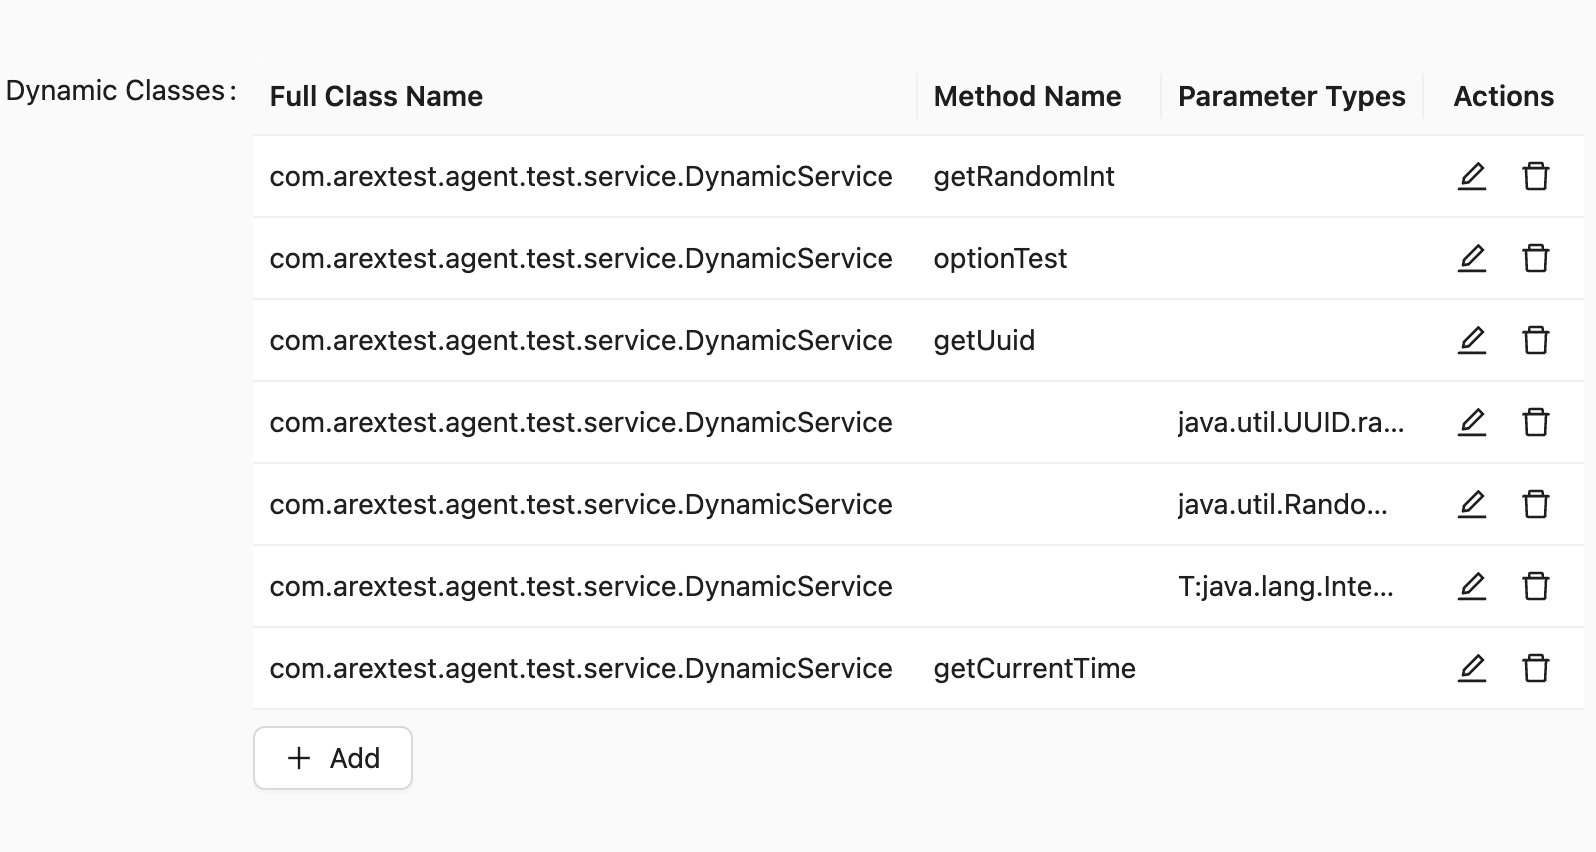 Dynamic Classes:
Full Class Name Method Name Parameter Types Actions
com.arextest.agent.test.service.DynamicService getRandomInt
com.arextest.agent.test.service.DynamicService optionTest
com.arextest.agent.test.service.DynamicService getUuid
com.arextest.agent.test.service.DynamicService java.util.UUID.ra...
com.arextest.agent.test.service.DynamicService java.util.Rando...
com.arextest.agent.test.service.DynamicService T:java.lang.Inte...
com.arextest.agent.test.service.DynamicService getCurrentTime
+ Add